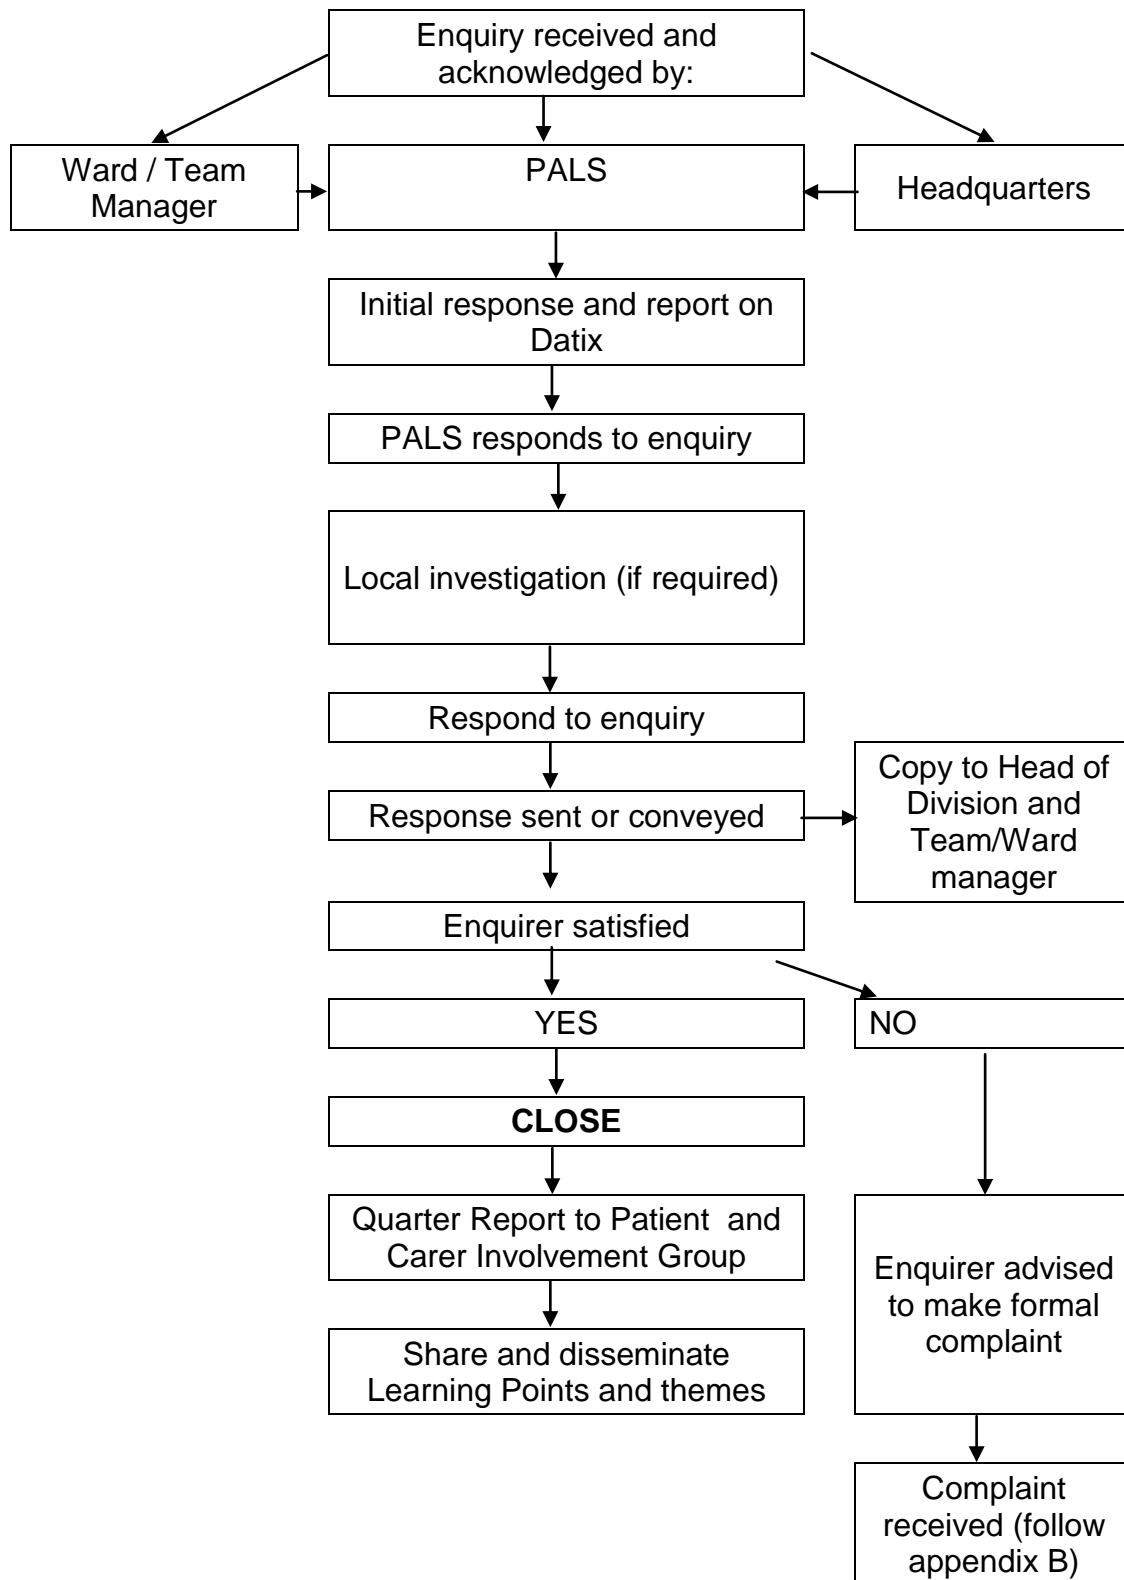 Enquiry received and
acknowledged by:
Ward / Team
Manager
PALS
Headquarters
Initial response and report on
Datix
PALS responds to enquiry
Local investigation (if required)
Respond to enquiry
Response sent or conveyed
Copy to Head of
Division and
Team/Ward
manager
Enquirer satisfied
YES
NO
CLOSE
Quarter Report to Patient and
Carer Involvement Group
Share and disseminate
Learning Points and themes
Enquirer advised
to make formal
complaint
Complaint
received (follow
appendix B)